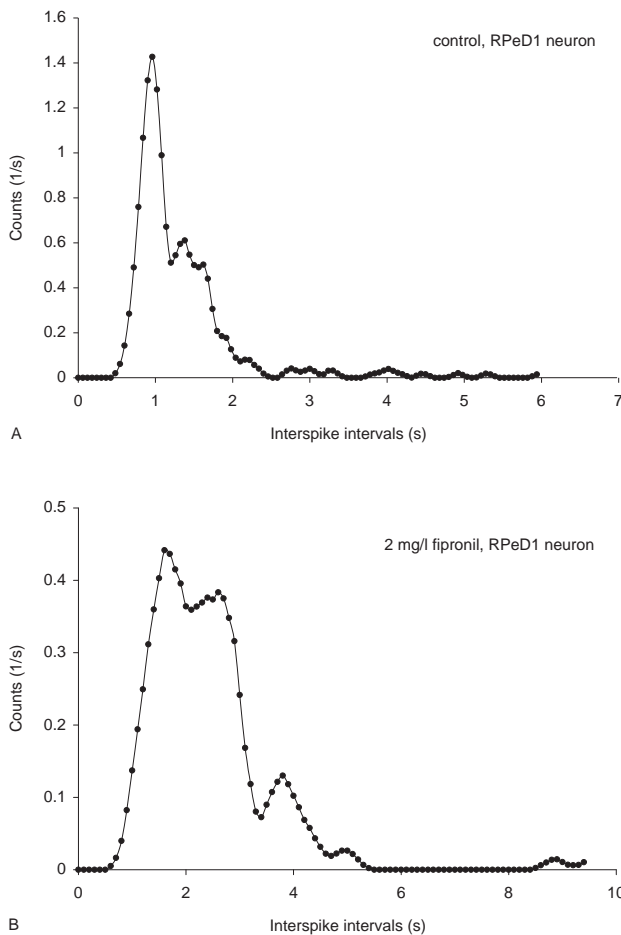 1.6
control, RPeD1 neuron
1.4
1.2
1
0.8
0.6
0.4
0.2
0
Counts (1/s)
0 1 2 3 4 5 6 7
A
Interspike intervals (s)
0.5
2 mg/l fipronil, RPeD1 neuron
0.4
0.3
0.2
0.1
0
Counts (1/s)
0 2 4 6 8 10
B
Interspike intervals (s)